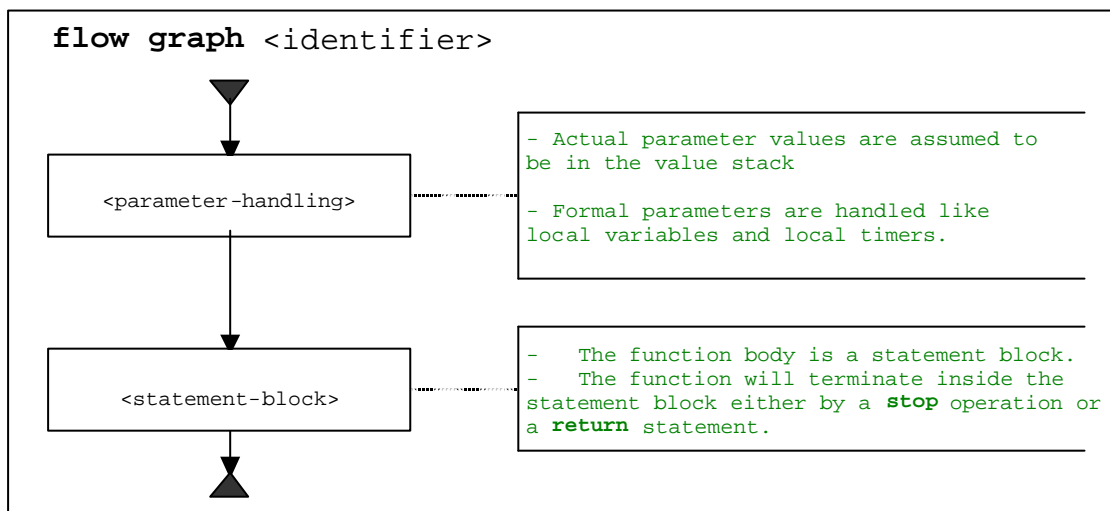 flow graph <identifier>
<parameter-handling>
- Actual parameter values are assumed to
be in the value stack
- Formal parameters are handled like
local variables and local timers.
<statement-block>
- The function body is a statement block.
- The function will terminate inside the
statement block either by a stop operation or
a return statement.